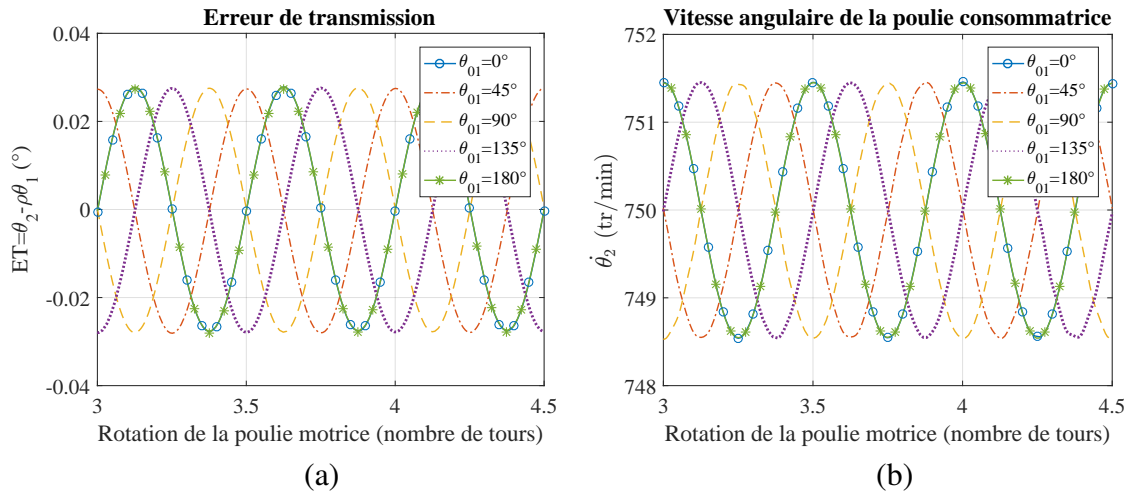 Erreur de transmission
0.04
0.02
0
-0.02
-0.04
ET=θ₂-ρθ₁ (°)
θ₀₁=0°
θ₀₁=45°
θ₀₁=90°
θ₀₁=135°
θ₀₁=180°
3
3.5
4
4.5
Rotation de la poulie motrice (nombre de tours)
(a)
Vitesse angulaire de la poulie consommatrice
752
751
750
749
748
θ̇₂ (tr/min)
θ₀₁=0°
θ₀₁=45°
θ₀₁=90°
θ₀₁=135°
θ₀₁=180°
3
3.5
4
4.5
Rotation de la poulie motrice (nombre de tours)
(b)